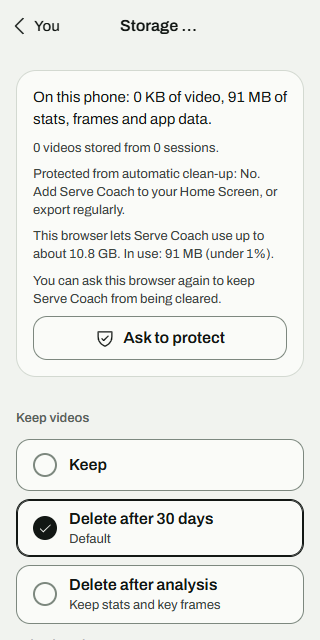 You
Storage ...
On this phone: 0 KB of video, 91 MB of
stats, frames and app data.
0 videos stored from 0 sessions.
Protected from automatic clean-up: No.
Add Serve Coach to your Home Screen, or
export regularly.
This browser lets Serve Coach use up to
about 10.8 GB. In use: 91 MB (under 1%).
You can ask this browser again to keep
Serve Coach from being cleared.
Ask to protect
Keep videos
Keep
Delete after 30 days
Default
Delete after analysis
Keep stats and key frames